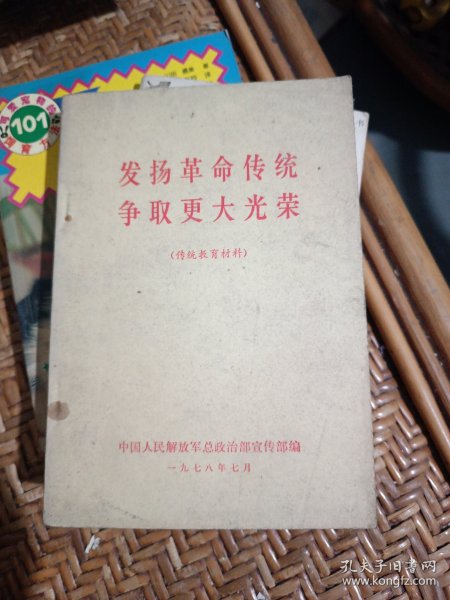 发扬革命传统
争取更大光荣
(传统教育材料)
中国人民解放军总政治部宣传部编
一九七八年七月
101
孔夫子旧书网
www.kongfz.com